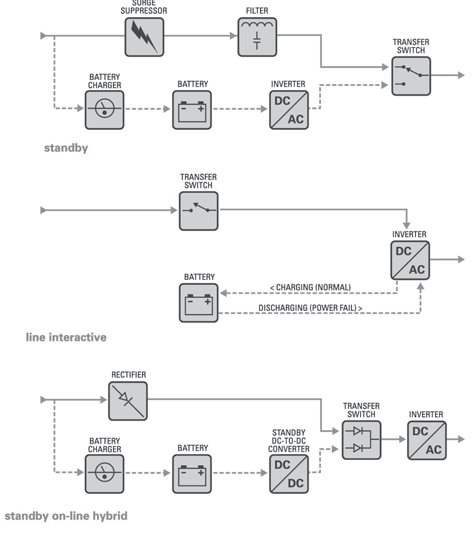 SURGE
SUPPRESSOR
FILTER
TRANSFER
SWITCH
BATTERY
CHARGER
BATTERY
INVERTER
DC
AC
standby
TRANSFER
SWITCH
INVERTER
DC
AC
BATTERY
< CHARGING (NORMAL)
DISCHARGING (POWER FAIL) >
line interactive
RECTIFIER
TRANSFER
SWITCH
INVERTER
DC
AC
BATTERY
CHARGER
BATTERY
STANDBY
DC-TO-DC
CONVERTER
DC
DC
standby on-line hybrid